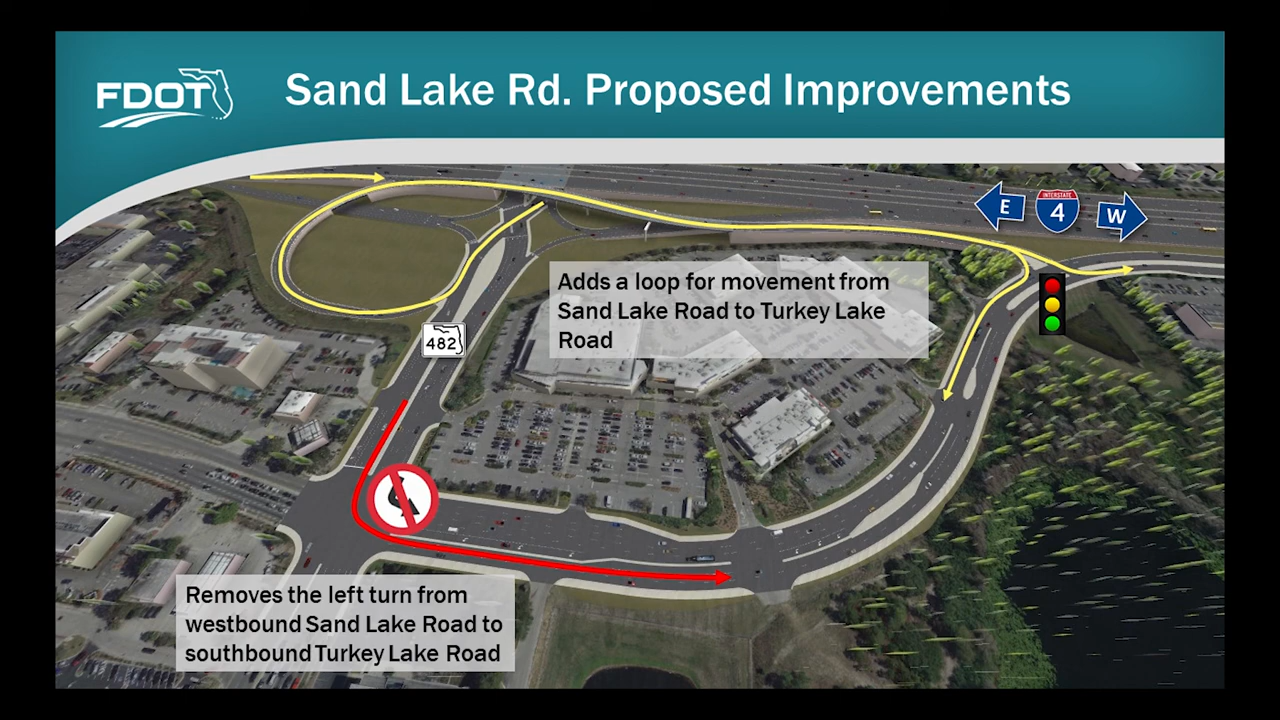 FDOT
Sand Lake Rd. Proposed Improvements
E
INTERSTATE
4
W
Adds a loop for movement from
Sand Lake Road to Turkey Lake
Road
482
Removes the left turn from
westbound Sand Lake Road to
southbound Turkey Lake Road